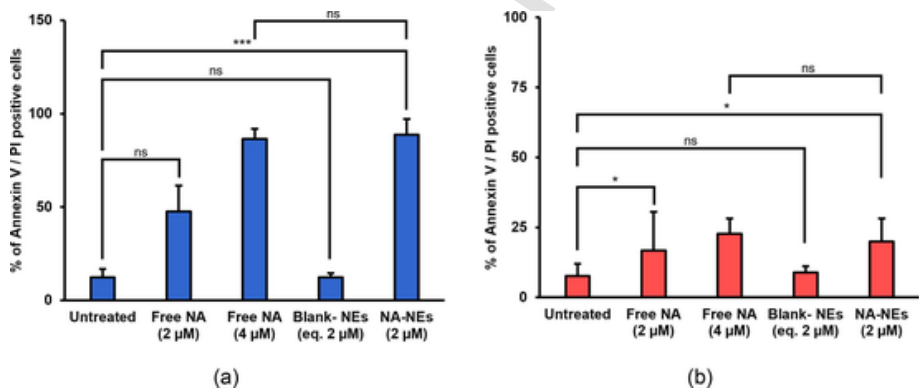 150
100
50
0
% of Annexin V / PI positive cells
ns
***
ns
ns
Untreated Free NA Free NA Blank- NEs NA-NEs
(2 µM) (4 µM) (eq. 2 µM) (2 µM)
(a)
100
75
50
25
0
% of Annexin V / PI positive cells
ns
*
ns
*
Untreated Free NA Free NA Blank- NEs NA-NEs
(2 µM) (4 µM) (eq. 2 µM) (2 µM)
(b)